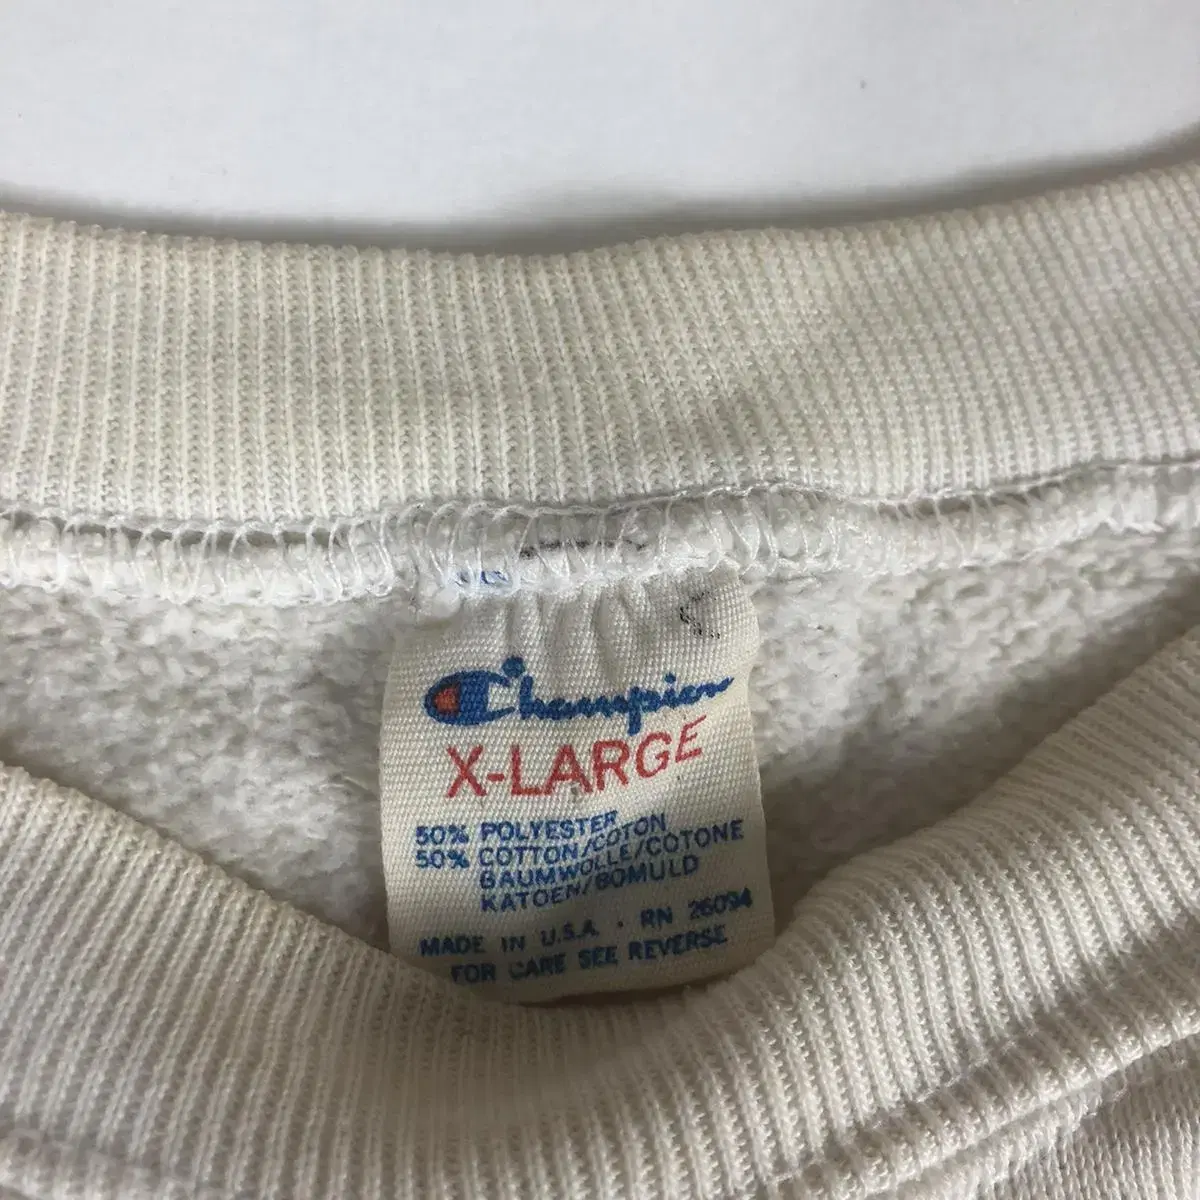 Champion
X-LARGE
50% POLYESTER
50% COTTON/COTON
BAUMWOLLE/COTONE
KATOEN/BOMULD
MADE IN U.S.A. · RN 26094
FOR CARE SEE REVERSE